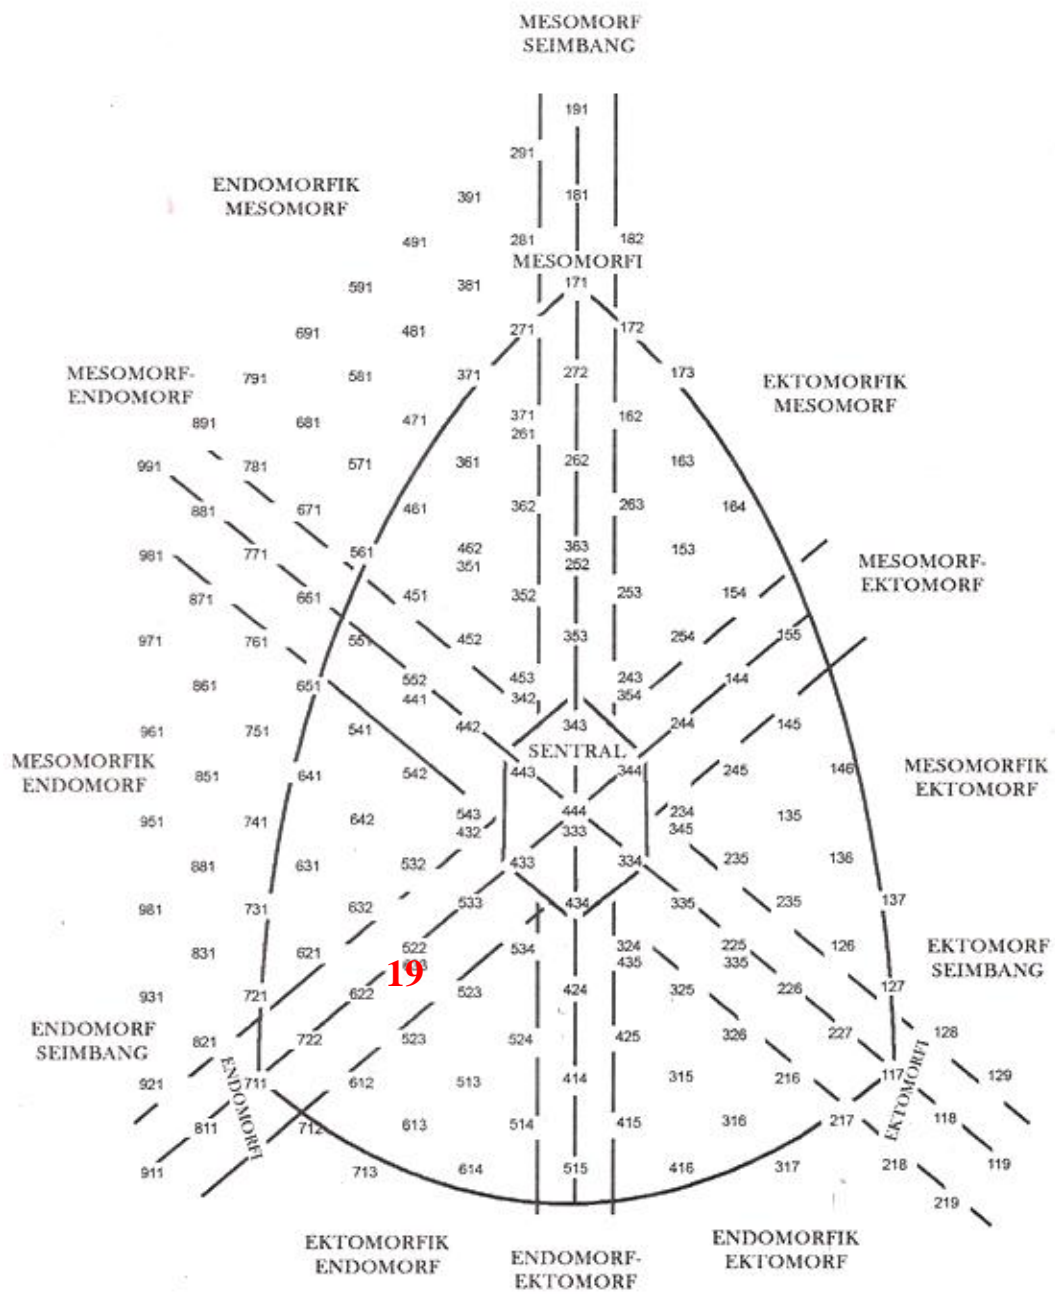 MESOMORF
SEIMBANG
191
291
ENDOMORFIK
MESOMORF
391 181
491 281 182
MESOMORFI
591 381 171
691 481 271 172
MESOMORF-
ENDOMORF
791 581 371 272 173
EKTOMORFIK
MESOMORF
891 681 471 371 162
261
991 781 571 361 262 163
881 671 461 362 263 164
981 771 561 462 363 153
351 252
MESOMORF-
EKTOMORF
871 661 451 352 253 154
971 761 551 452 353 254 155
861 651 552 453 243 144
441 342 354
961 751 541 442 343 244 145
MESOMORFIK
ENDOMORF
SENTRAL
MESOMORFIK
EKTOMORF
851 641 542 443 344 245 146
951 741 642 543 444 234 135
432 333 345
881 631 532 433 334 235 136
981 731 632 533 434 335 235 137
831 621 522 534 324 225 126
19 435 335
EKTOMORF
SEIMBANG
931 721 622 523 424 325 226 127
ENDOMORF
SEIMBANG
821 722 523 524 425 326 227 128
921 711 612 513 414 315 216 117 129
ENDOMORFI
EKTOMORFI
811 712 613 514 415 316 217 118
911 713 614 515 416 317 218 119
219
EKTOMORFIK
ENDOMORF
ENDOMORF-
EKTOMORF
ENDOMORFIK
EKTOMORF